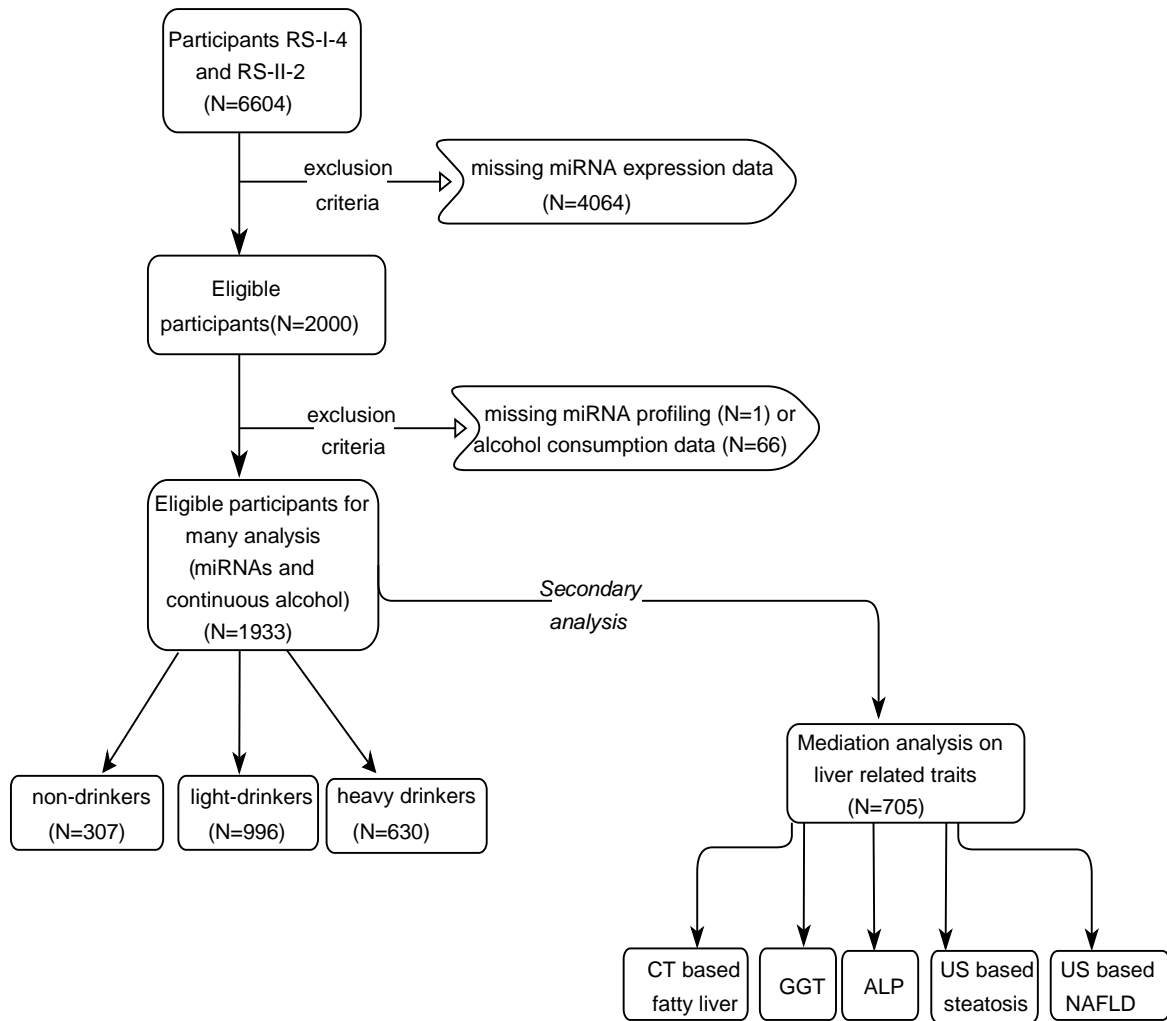 Participants RS-I-4
and RS-II-2
(N=6604)
exclusion
criteria
missing miRNA expression data
(N=4064)
Eligible
participants(N=2000)
exclusion
criteria
missing miRNA profiling (N=1) or
alcohol consumption data (N=66)
Eligible participants for
many analysis
(miRNAs and
continuous alcohol)
(N=1933)
Secondary
analysis
non-drinkers
(N=307)
light-drinkers
(N=996)
heavy drinkers
(N=630)
Mediation analysis on
liver related traits
(N=705)
CT based
fatty liver
GGT
ALP
US based
steatosis
US based
NAFLD